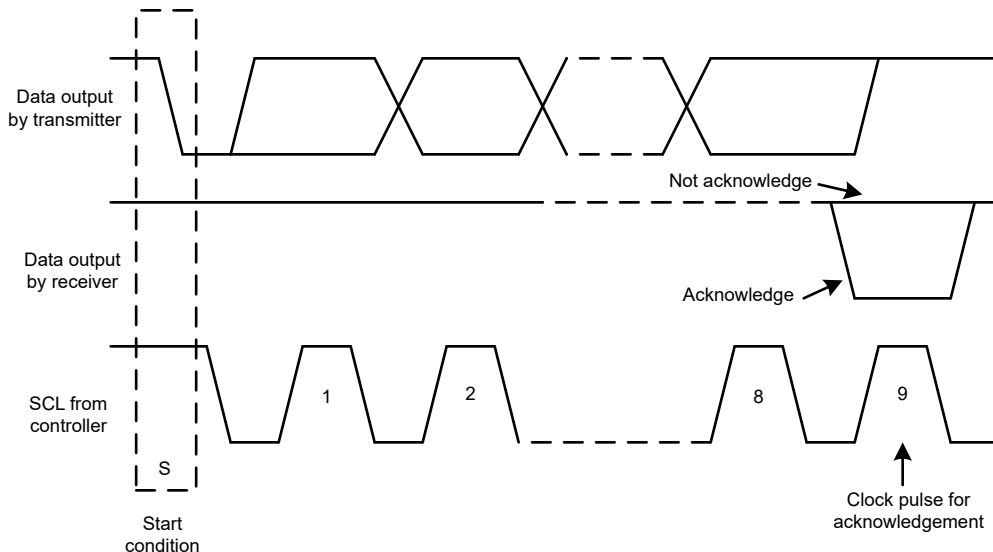 Data output
by transmitter
Not acknowledge
Data output
by receiver
Acknowledge
SCL from
controller
1
2
8
9
S
Start
condition
Clock pulse for
acknowledgement